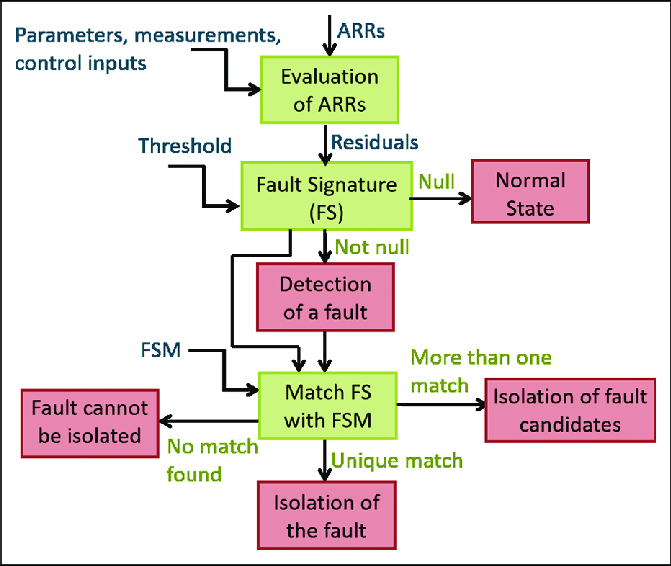 Parameters, measurements,
control inputs
ARRs
Evaluation
of ARRs
Residuals
Threshold
Fault Signature
(FS)
Null
Normal
State
Not null
Detection
of a fault
FSM
Match FS
with FSM
More than one
match
Isolation of fault
candidates
Fault cannot
be isolated
No match
found
Unique match
Isolation of
the fault